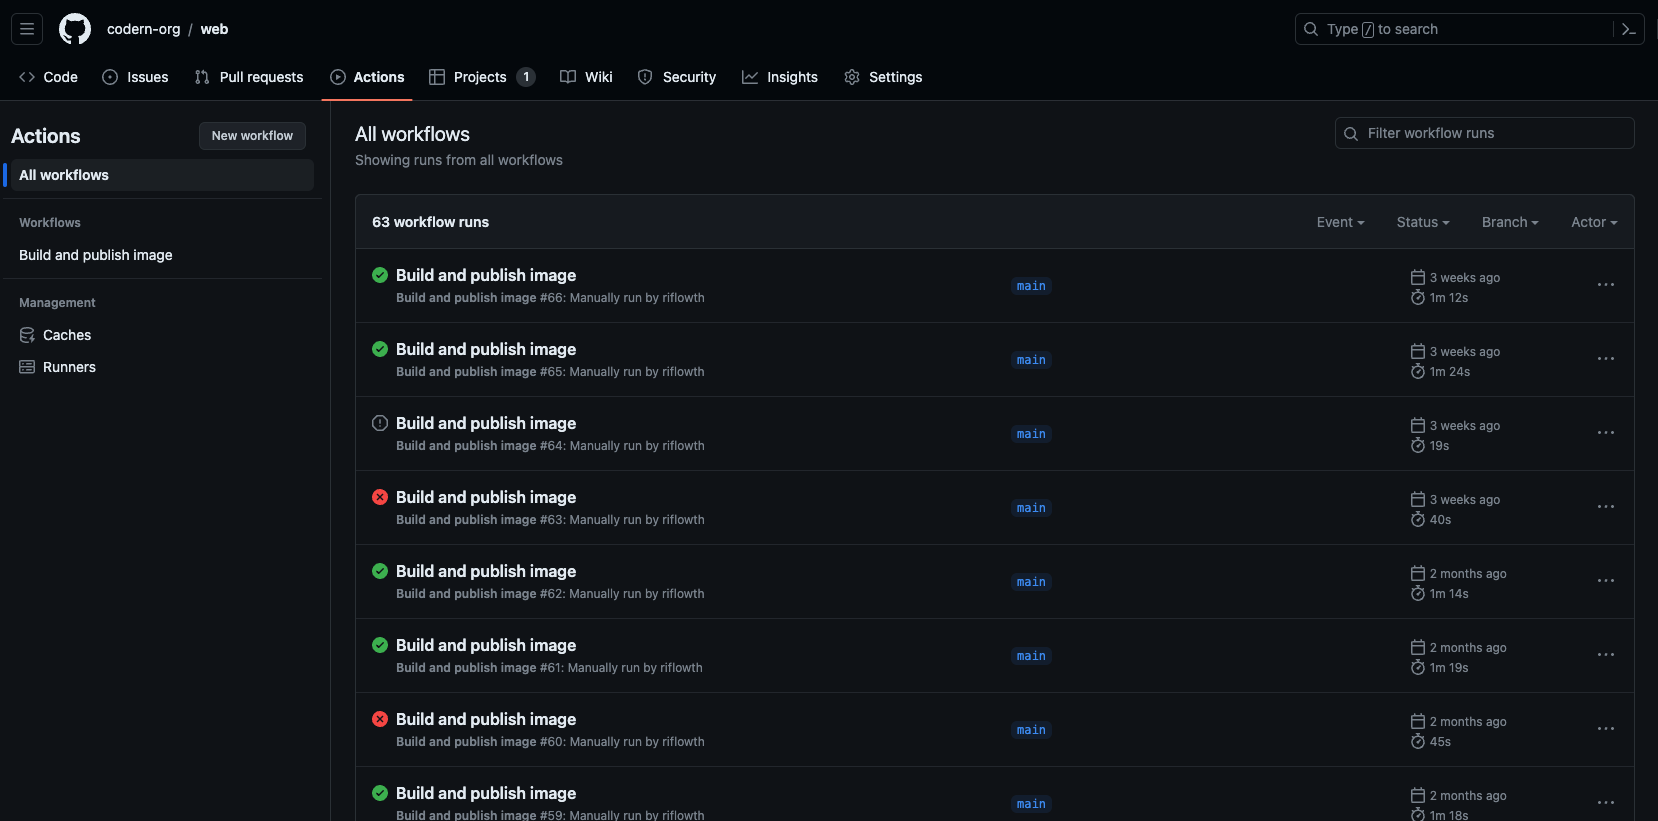 codern-org / web
Type / to search
Code Issues Pull requests Actions Projects 1 Wiki Security Insights Settings
Actions
New workflow
All workflows
Workflows
Build and publish image
Management
Caches
Runners
All workflows
Showing runs from all workflows
Filter workflow runs
63 workflow runs
Event Status Branch Actor
Build and publish image
Build and publish image #66: Manually run by riflowth
main
3 weeks ago
1m 12s
Build and publish image
Build and publish image #65: Manually run by riflowth
main
3 weeks ago
1m 24s
Build and publish image
Build and publish image #64: Manually run by riflowth
main
3 weeks ago
19s
Build and publish image
Build and publish image #63: Manually run by riflowth
main
3 weeks ago
40s
Build and publish image
Build and publish image #62: Manually run by riflowth
main
2 months ago
1m 14s
Build and publish image
Build and publish image #61: Manually run by riflowth
main
2 months ago
1m 19s
Build and publish image
Build and publish image #60: Manually run by riflowth
main
2 months ago
45s
Build and publish image
Build and publish image #59: Manually run by riflowth
main
2 months ago
1m 18s